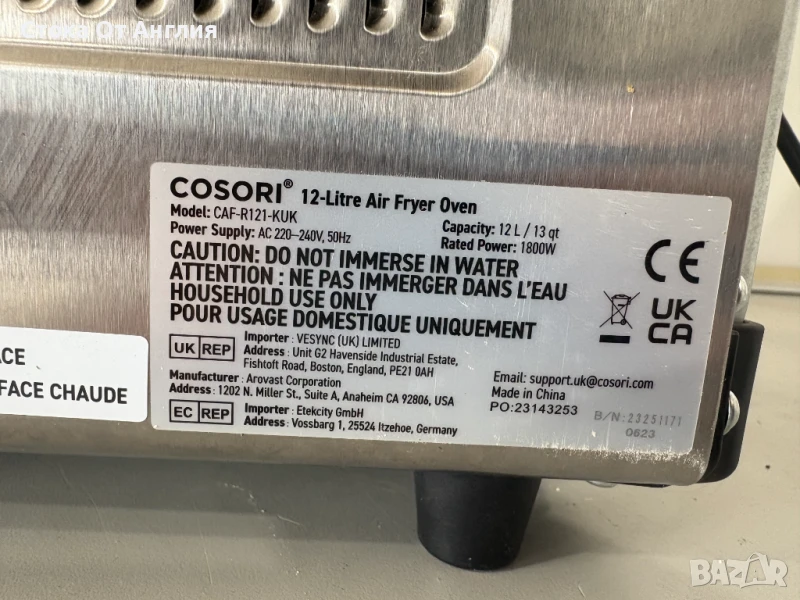 Стока От Англия
COSORI® 12-Litre Air Fryer Oven
Model: CAF-R121-KUK
Capacity: 12 L / 13 qt
Power Supply: AC 220–240V, 50Hz
Rated Power: 1800W
CAUTION: DO NOT IMMERSE IN WATER
ATTENTION : NE PAS IMMERGER DANS L'EAU
HOUSEHOLD USE ONLY
POUR USAGE DOMESTIQUE UNIQUEMENT
CE
UK
CA
UK REP
Importer : VESYNC (UK) LIMITED
Address : Unit G2 Havenside Industrial Estate,
Fishtoft Road, Boston, England, PE21 0AH
Manufacturer : Arovast Corporation
Address : 1202 N. Miller St., Suite A, Anaheim CA 92806, USA
EC REP
Importer : Etekcity GmbH
Address : Vossbarg 1, 25524 Itzehoe, Germany
Email: support.uk@cosori.com
Made in China
PO:23143253
B/N:23251171
0623
ACE
FACE CHAUDE
BAZAR